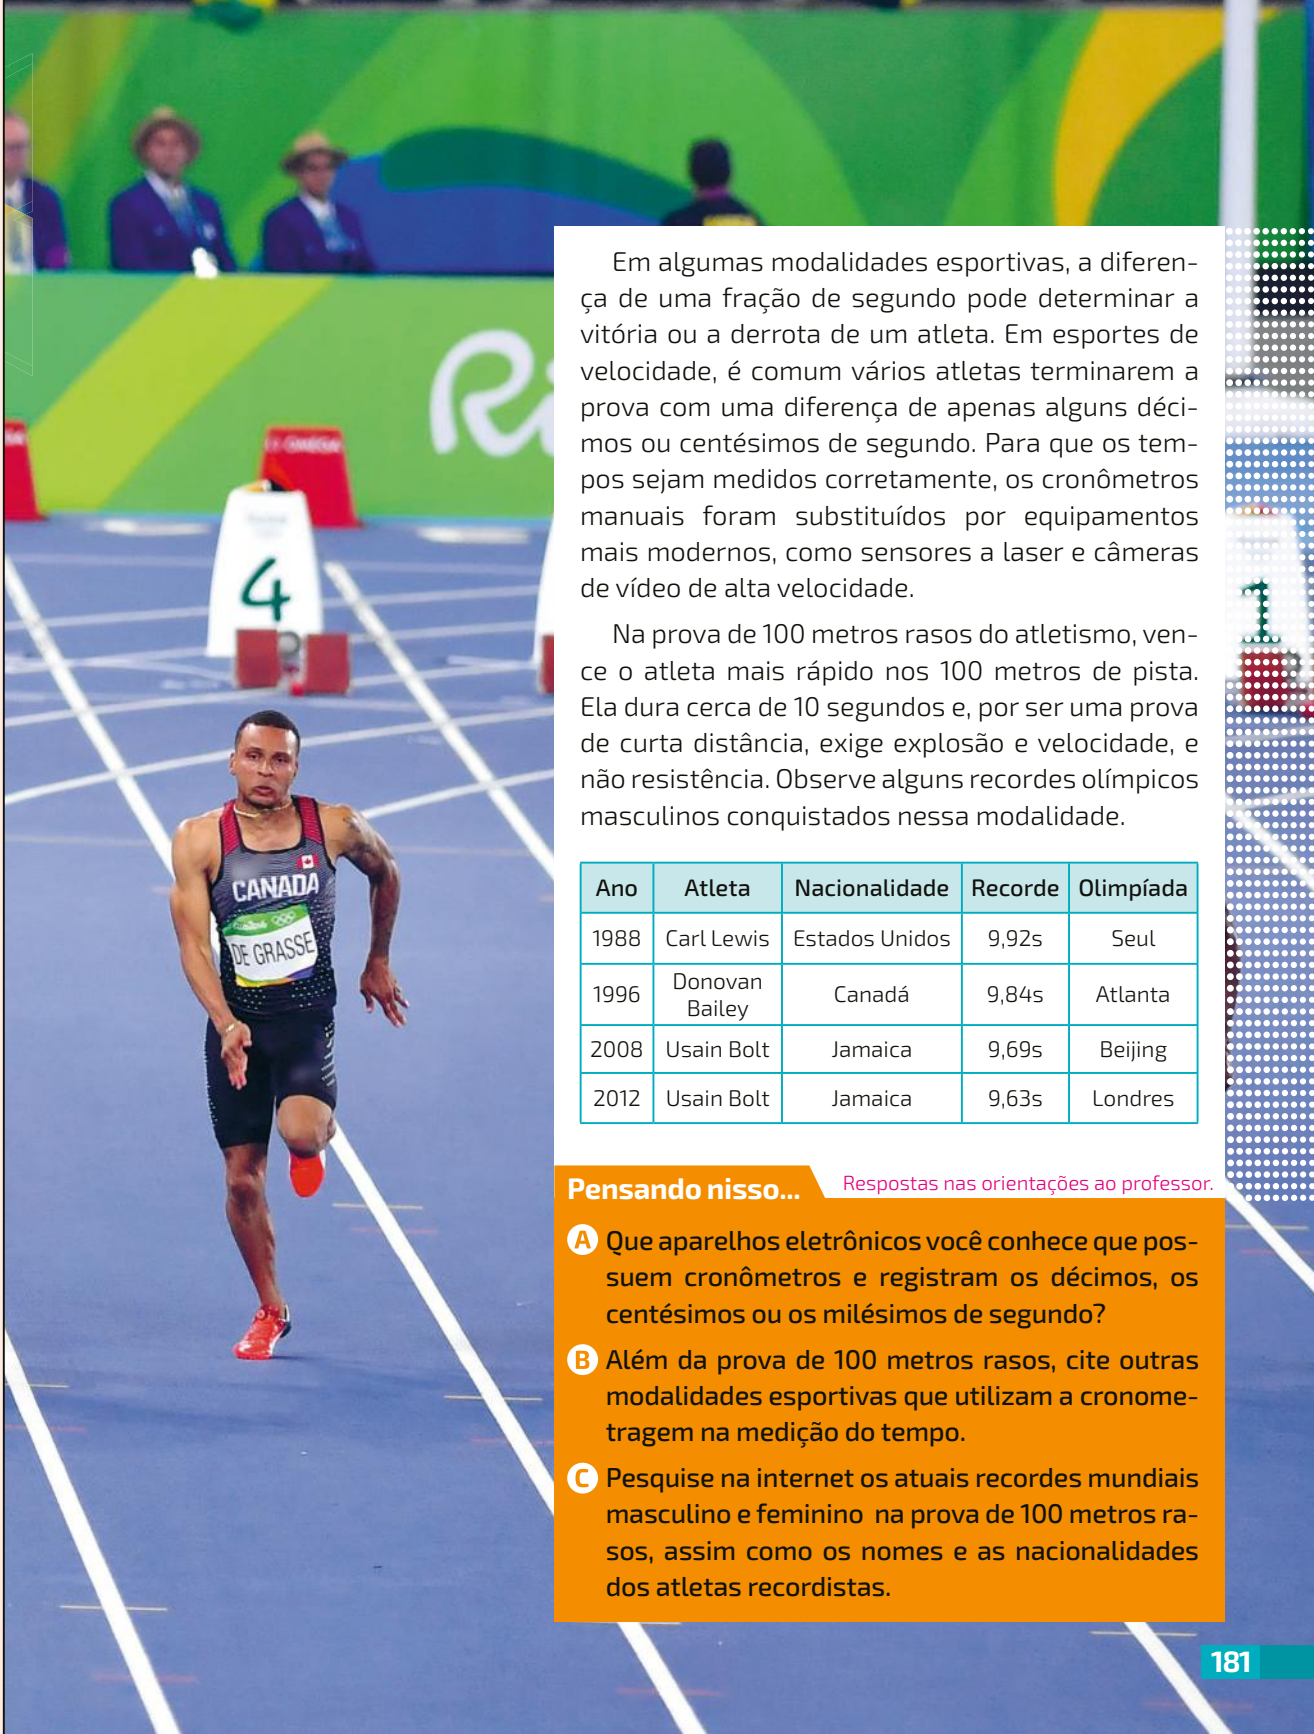 Ri
OMEGA
4
1
CANADA
DE GRASSE
Em algumas modalidades esportivas, a diferen-
ça de uma fração de segundo pode determinar a
vitória ou a derrota de um atleta. Em esportes de
velocidade, é comum vários atletas terminarem a
prova com uma diferença de apenas alguns déci-
mos ou centésimos de segundo. Para que os tem-
pos sejam medidos corretamente, os cronômetros
manuais foram substituídos por equipamentos
mais modernos, como sensores a laser e câmeras
de vídeo de alta velocidade.
Na prova de 100 metros rasos do atletismo, ven-
ce o atleta mais rápido nos 100 metros de pista.
Ela dura cerca de 10 segundos e, por ser uma prova
de curta distância, exige explosão e velocidade, e
não resistência. Observe alguns recordes olímpicos
masculinos conquistados nessa modalidade.
Ano Atleta Nacionalidade Recorde Olimpíada
1988 Carl Lewis Estados Unidos 9,92s Seul
1996 Donovan Bailey Canadá 9,84s Atlanta
2008 Usain Bolt Jamaica 9,69s Beijing
2012 Usain Bolt Jamaica 9,63s Londres
Pensando nisso... Respostas nas orientações ao professor.
A Que aparelhos eletrônicos você conhece que pos-
suem cronômetros e registram os décimos, os
centésimos ou os milésimos de segundo?
B Além da prova de 100 metros rasos, cite outras
modalidades esportivas que utilizam a cronome-
tragem na medição do tempo.
C Pesquise na internet os atuais recordes mundiais
masculino e feminino na prova de 100 metros ra-
sos, assim como os nomes e as nacionalidades
dos atletas recordistas.
181